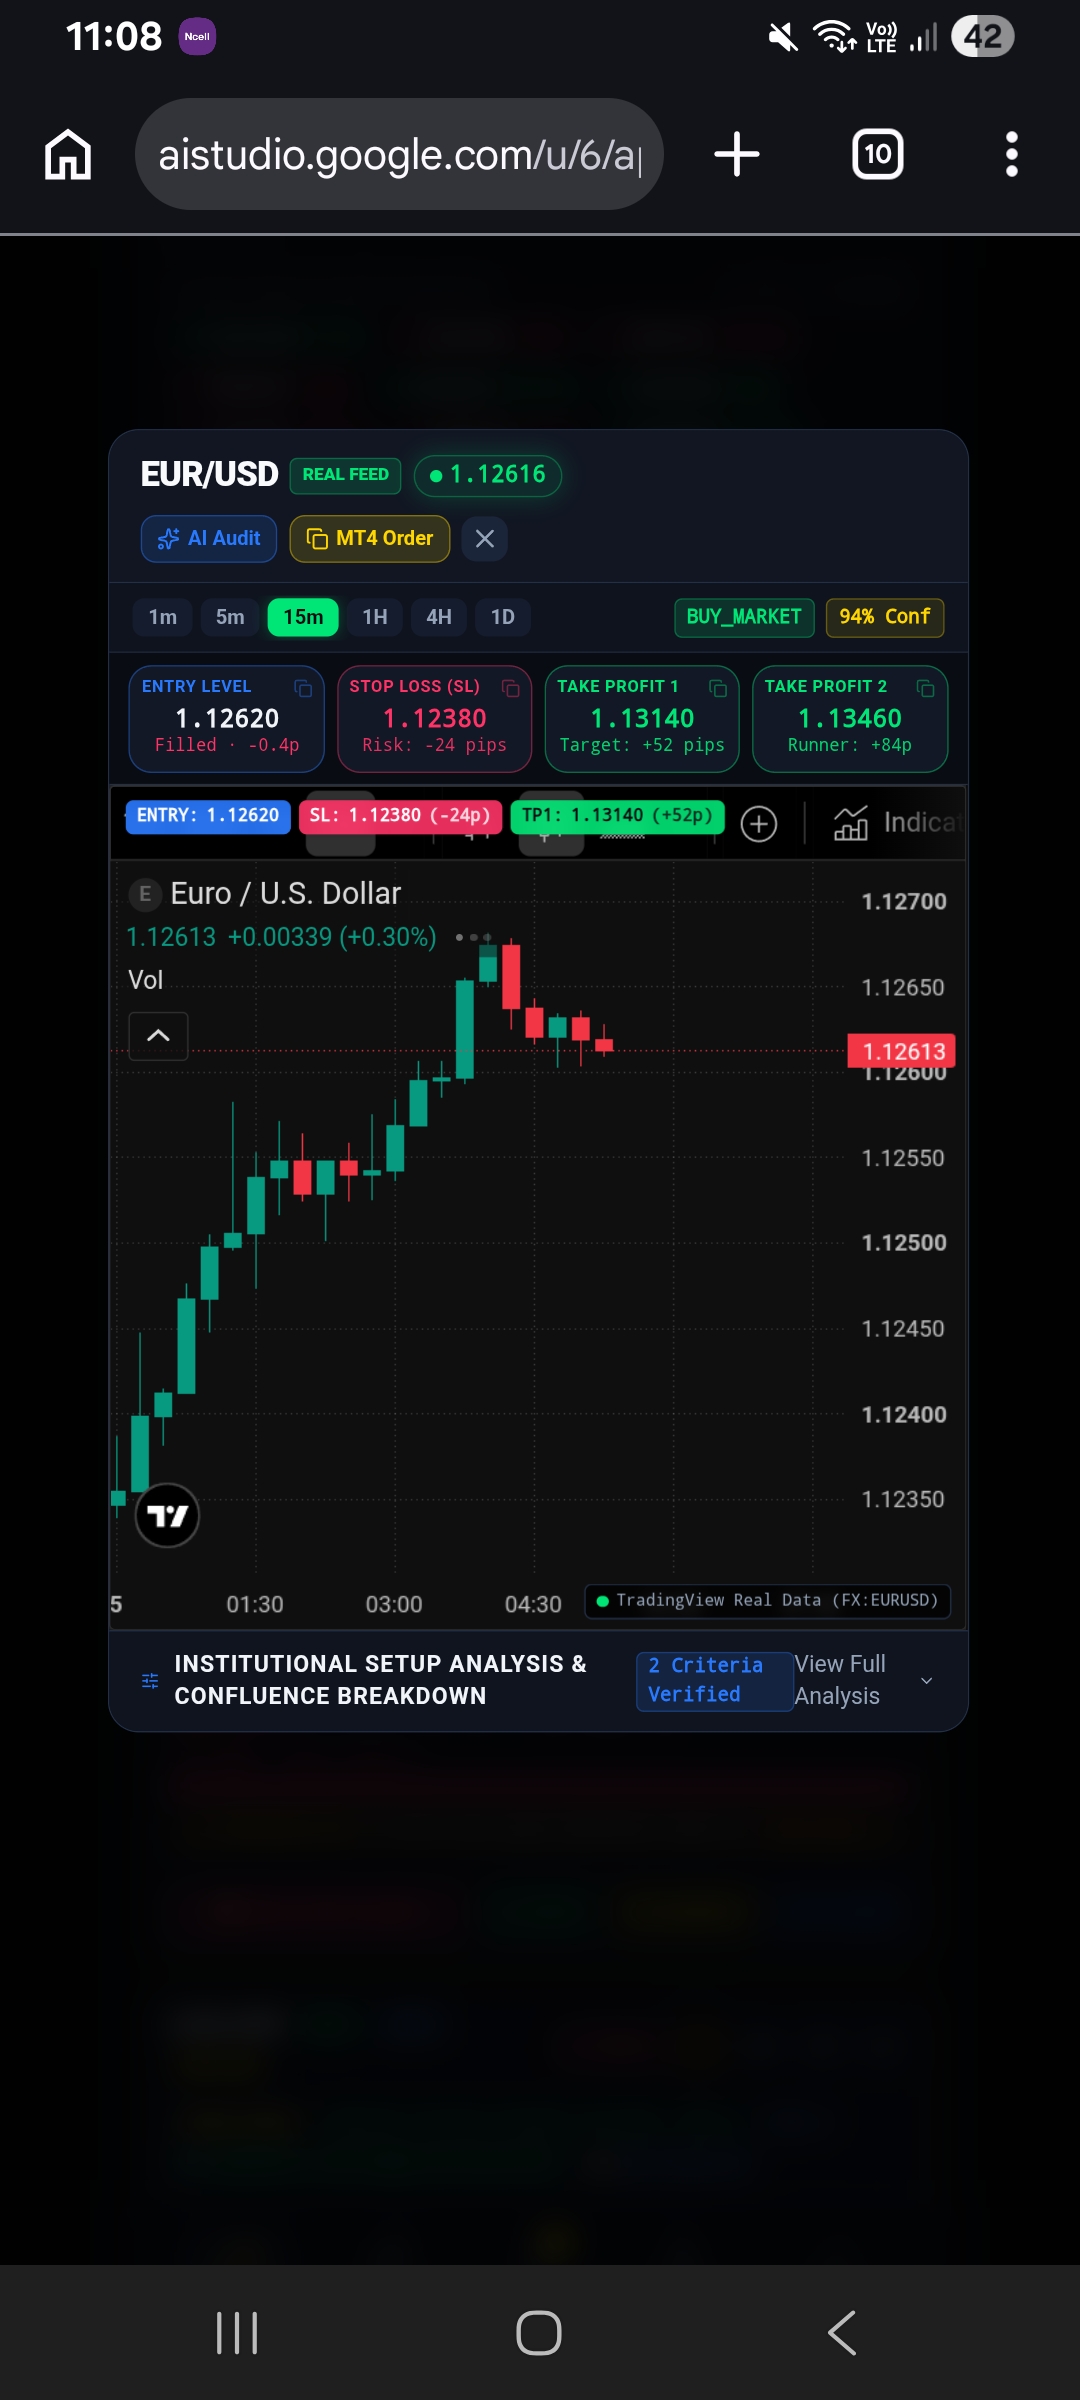 11:08 Ncell Vo)) LTE 42
aistudio.google.com/u/6/a
10
EUR/USD REAL FEED 1.12616
AI Audit MT4 Order
1m 5m 15m 1H 4H 1D BUY_MARKET 94% Conf
ENTRY LEVEL STOP LOSS (SL) TAKE PROFIT 1 TAKE PROFIT 2
1.12620 1.12380 1.13140 1.13460
Filled · -0.4p Risk: -24 pips Target: +52 pips Runner: +84p
ENTRY: 1.12620 SL: 1.12380 (-24p) TP1: 1.13140 (+52p) Indicat
E Euro / U.S. Dollar 1.12700
1.12613 +0.00339 (+0.30%)
Vol 1.12650
1.12613
1.12600
1.12550
1.12500
1.12450
1.12400
1.12350
5 01:30 03:00 04:30 TradingView Real Data (FX:EURUSD)
INSTITUTIONAL SETUP ANALYSIS & 2 Criteria View Full
CONFLUENCE BREAKDOWN Verified Analysis